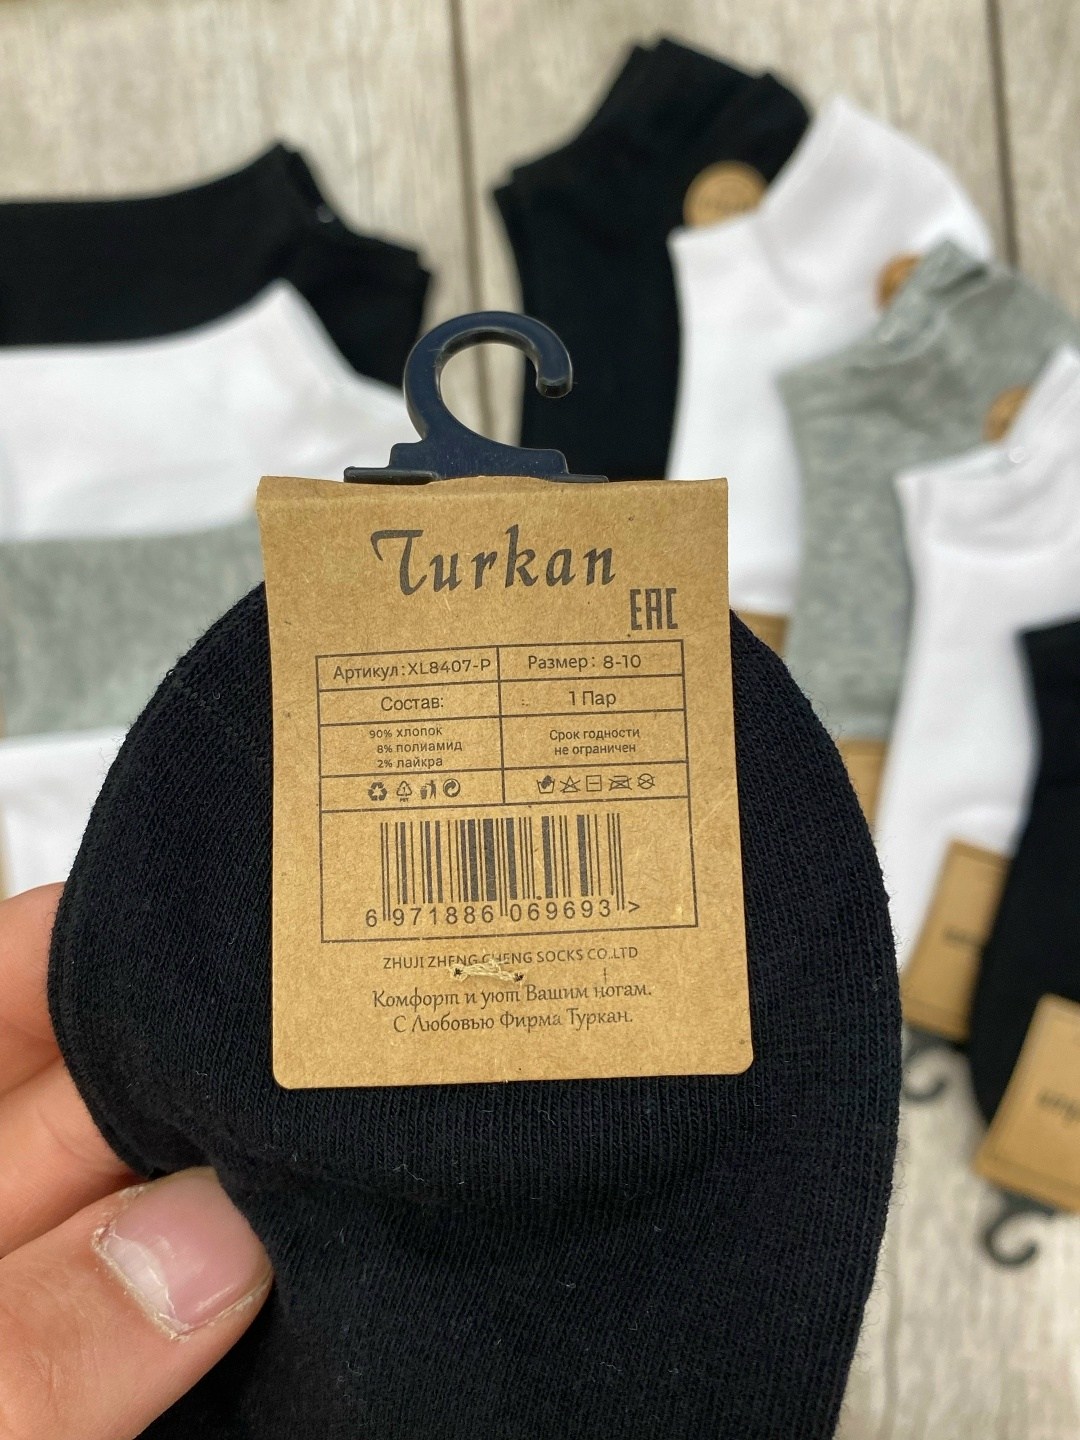 Turkan
EAC
Артикул: XL8407-P
Размер: 8-10
Состав:
1 Пар
90% хлопок
8% полиамид
2% лайкра
Срок годности
не ограничен
6 971886 069693 >
ZHUJI ZHENG CHENG SOCKS CO.,LTD
Комфорт и уют Вашим ногам.
С Любовью Фирма Туркан.